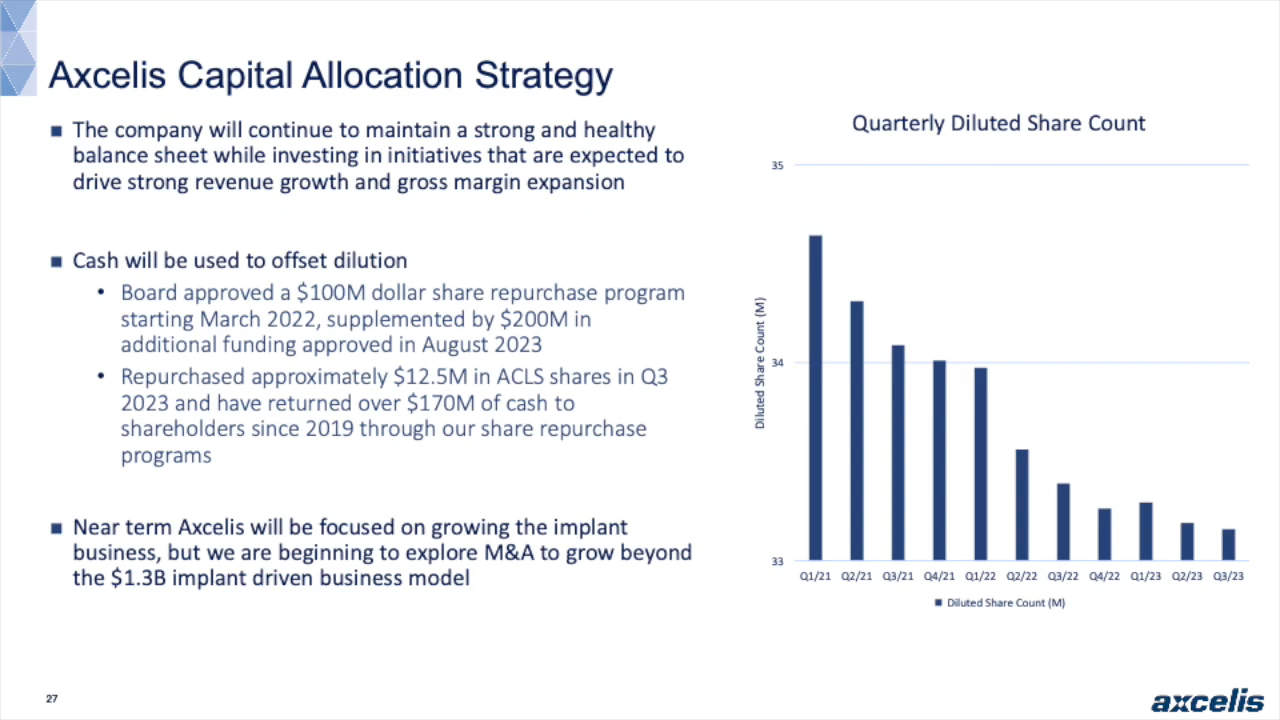 Axcelis Capital Allocation Strategy
■ The company will continue to maintain a strong and healthy
balance sheet while investing in initiatives that are expected to
drive strong revenue growth and gross margin expansion
■ Cash will be used to offset dilution
• Board approved a $100M dollar share repurchase program
starting March 2022, supplemented by $200M in
additional funding approved in August 2023
• Repurchased approximately $12.5M in ACLS shares in Q3
2023 and have returned over $170M of cash to
shareholders since 2019 through our share repurchase
programs
■ Near term Axcelis will be focused on growing the implant
business, but we are beginning to explore M&A to grow beyond
the $1.3B implant driven business model
Quarterly Diluted Share Count
35
34
33
Diluted Share Count (M)
Q1/21 Q2/21 Q3/21 Q4/21 Q1/22 Q2/22 Q3/22 Q4/22 Q1/23 Q2/23 Q3/23
■ Diluted Share Count (M)
27
axcelis